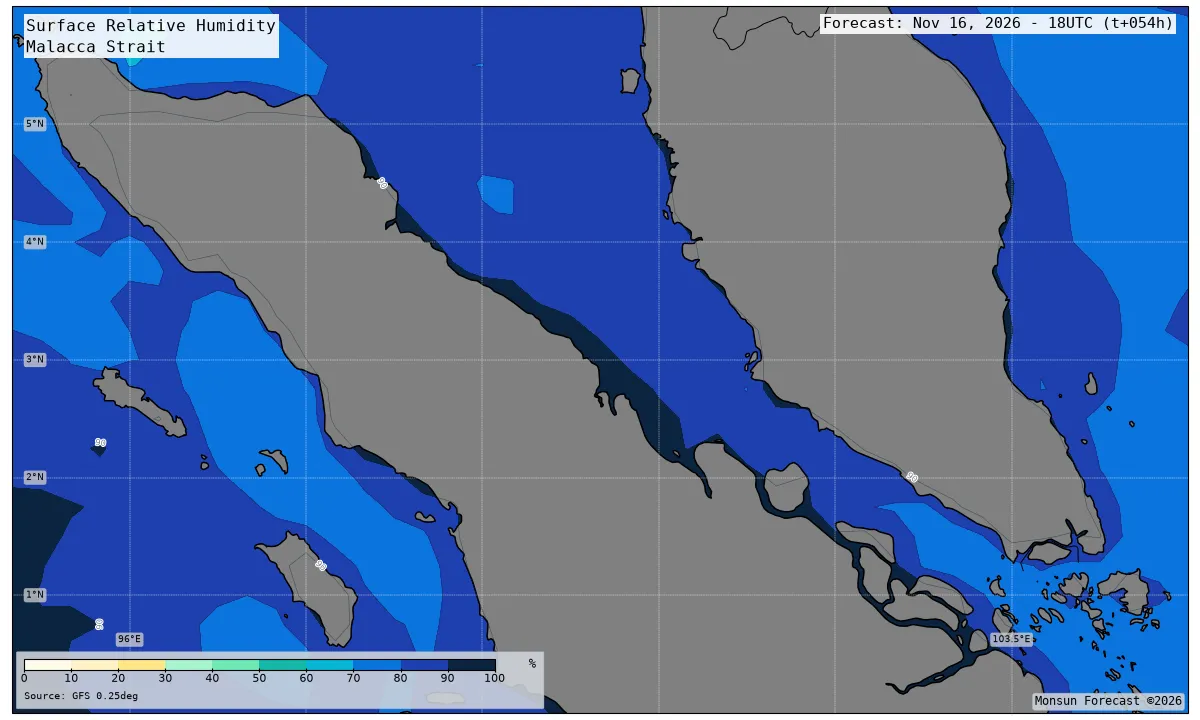 Surface Relative Humidity
Malacca Strait
Forecast: Nov 16, 2026 - 18UTC (t+054h)
5°N
90
4°N
3°N
90
2°N
90
90
1°N
90
96°E
103.5°E
%
0 10 20 30 40 50 60 70 80 90 100
Source: GFS 0.25deg
Monsun Forecast ©2026